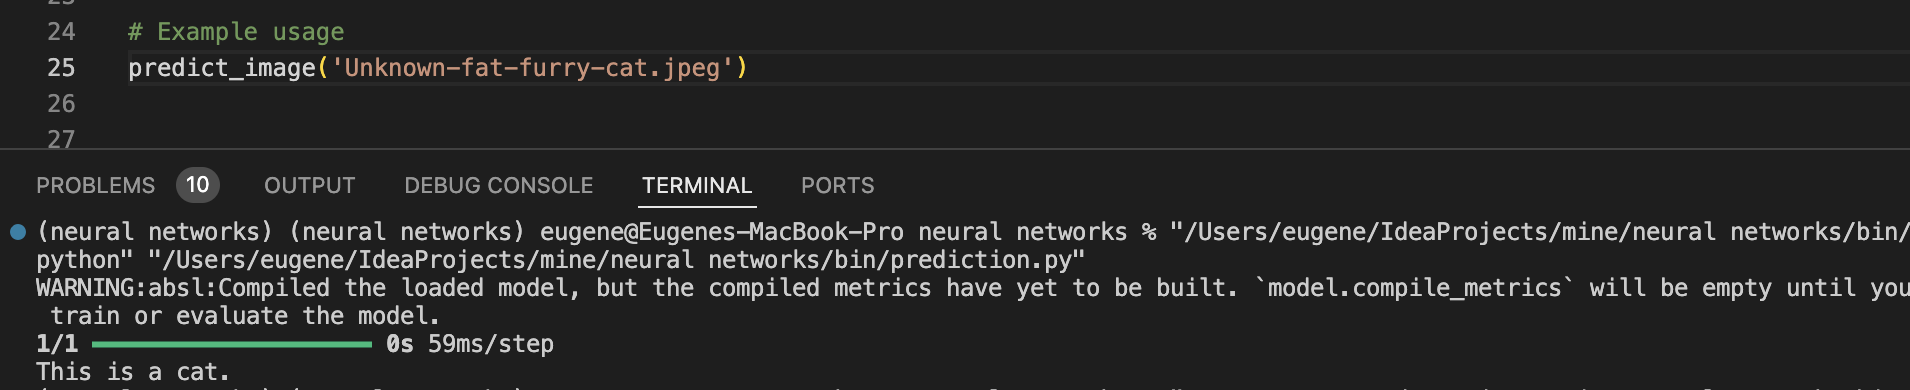 23
24 # Example usage
25 predict_image('Unknown-fat-furry-cat.jpeg')
26
27
PROBLEMS 10 OUTPUT DEBUG CONSOLE TERMINAL PORTS
(neural networks) (neural networks) eugene@Eugenes-MacBook-Pro neural networks % "/Users/eugene/IdeaProjects/mine/neural networks/bin/
python" "/Users/eugene/IdeaProjects/mine/neural networks/bin/prediction.py"
WARNING:absl:Compiled the loaded model, but the compiled metrics have yet to be built. `model.compile_metrics` will be empty until you
train or evaluate the model.
1/1 0s 59ms/step
This is a cat.